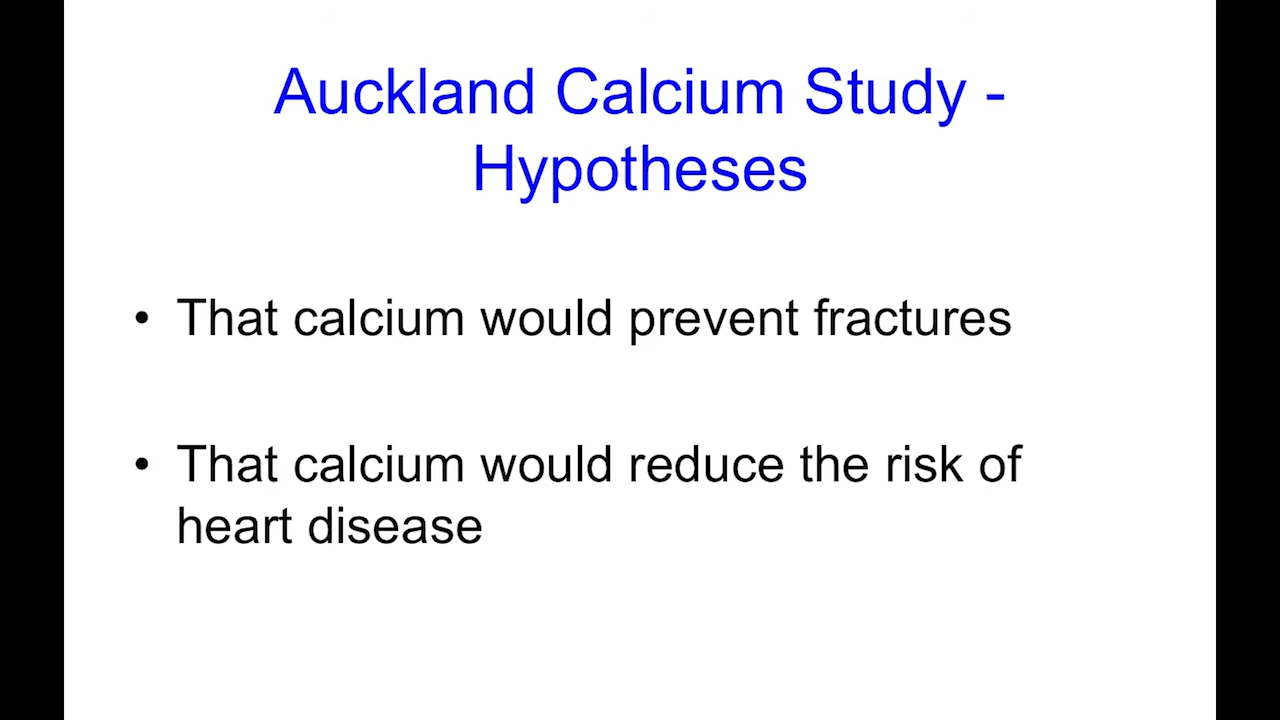 Auckland Calcium Study -
Hypotheses
• That calcium would prevent fractures
• That calcium would reduce the risk of
heart disease